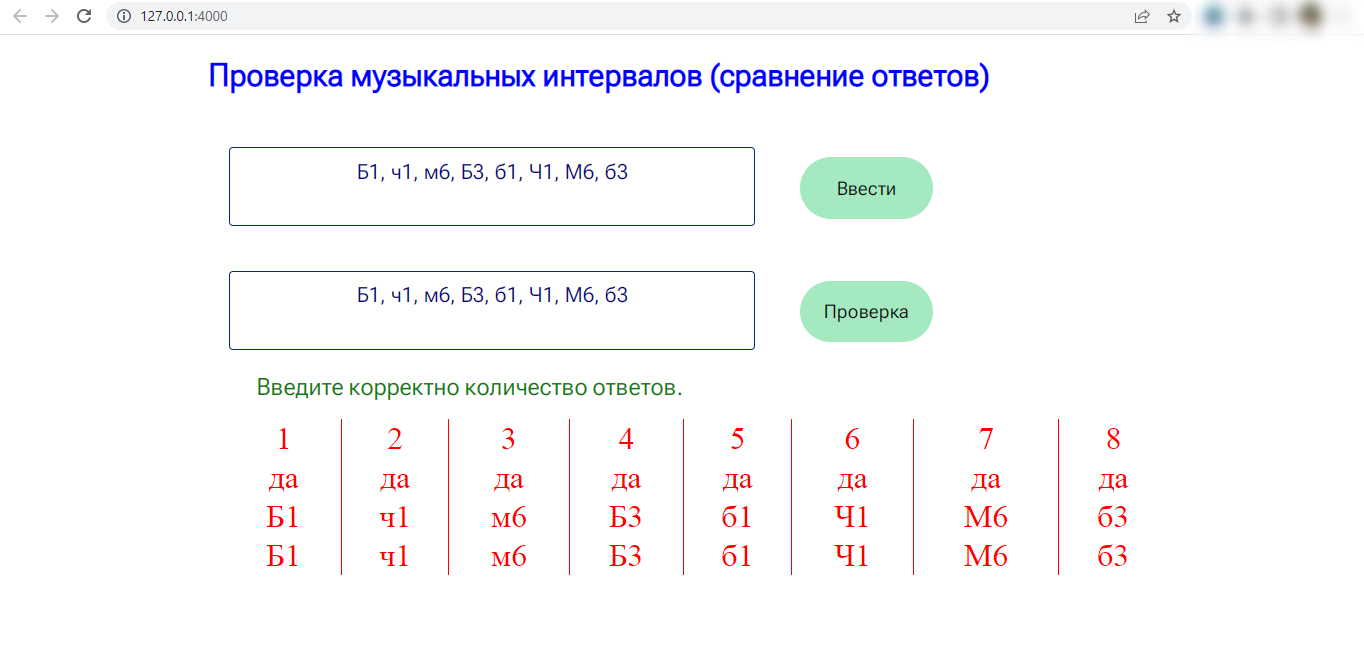 127.0.0.1:4000
Проверка музыкальных интервалов (сравнение ответов)
Б1, ч1, м6, Б3, б1, Ч1, М6, б3
Ввести
Б1, ч1, м6, Б3, б1, Ч1, М6, б3
Проверка
Введите корректно количество ответов.
1 2 3 4 5 6 7 8
да да да да да да да да
Б1 ч1 м6 Б3 б1 Ч1 М6 б3
Б1 ч1 м6 Б3 б1 Ч1 М6 б3